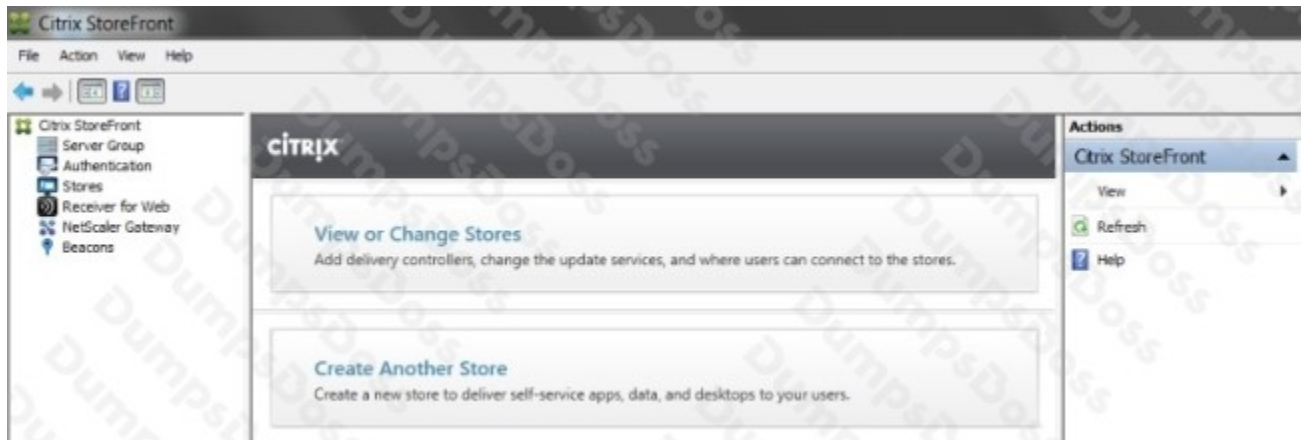 Citrix StoreFront
File Action View Help
Citrix StoreFront
Server Group
Authentication
Stores
Receiver for Web
NetScaler Gateway
Beacons
CİTRIX
View or Change Stores
Add delivery controllers, change the update services, and where users can connect to the stores.
Create Another Store
Create a new store to deliver self-service apps, data, and desktops to your users.
Actions
Citrix StoreFront
View
Refresh
Help
DumpsDoss